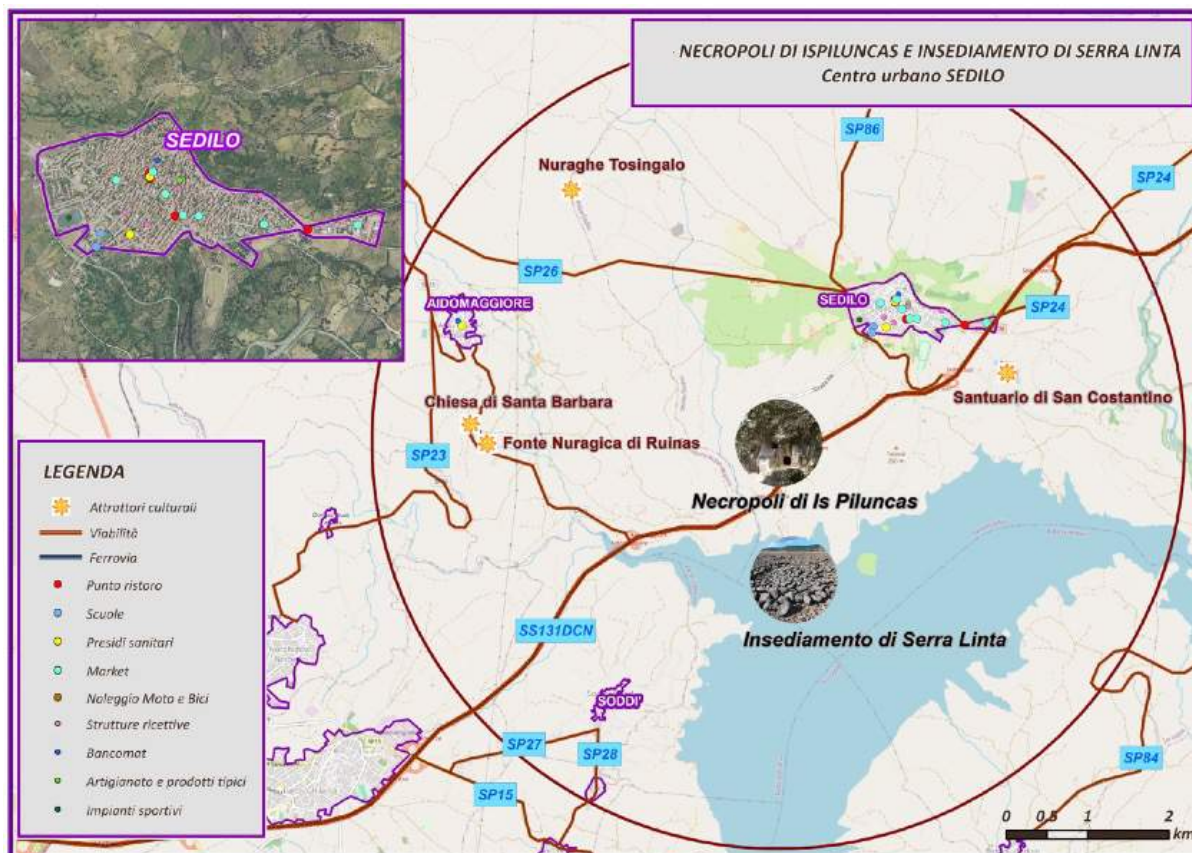 NECROPOLI DI ISPILUNCAS E INSEDIAMENTO DI SERRA LINTA
Centro urbano SEDILO
SEDILO
SP86
SP24
Nuraghe Tosingalo
SP26
AIDOMAGGIORE
SEDILO
SP24
Santuario di San Costantino
Chiesa di Santa Barbara
Fonte Nuragica di Ruinas
SP23
Necropoli di Is Piluncas
Insediamento di Serra Linta
SS131DCN
SODDI'
SP27
SP28
SP15
SP84
LEGENDA
Attrattori culturali
Viabilità
Ferrovia
Punto ristoro
Scuole
Presidi sanitari
Market
Noleggio Moto e Bici
Strutture ricettive
Bancomat
Artigianato e prodotti tipici
Impianti sportivi
0 0,5 1 2
km